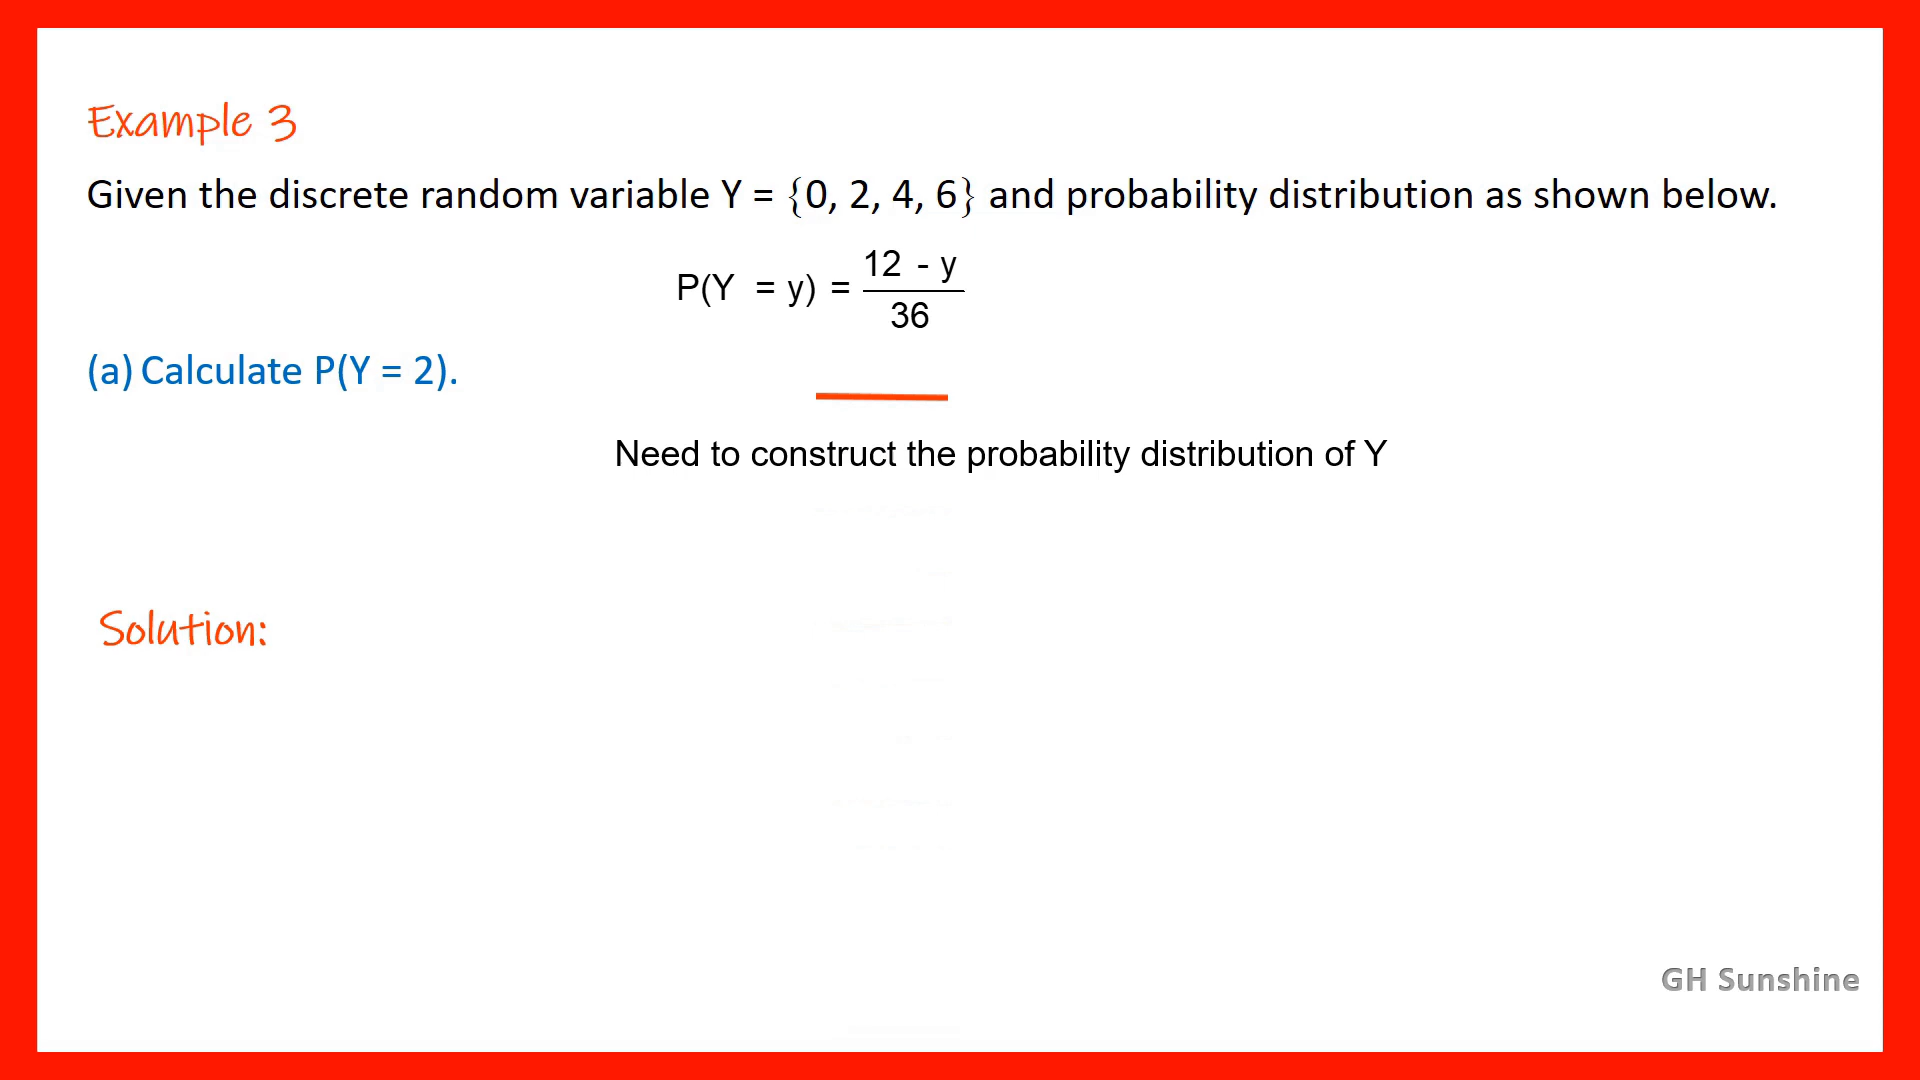 Example 3
Given the discrete random variable Y = {0, 2, 4, 6} and probability distribution as shown below.
P(Y = y) = 12 - y
36
(a) Calculate P(Y = 2).
Need to construct the probability distribution of Y
Solution:
GH Sunshine